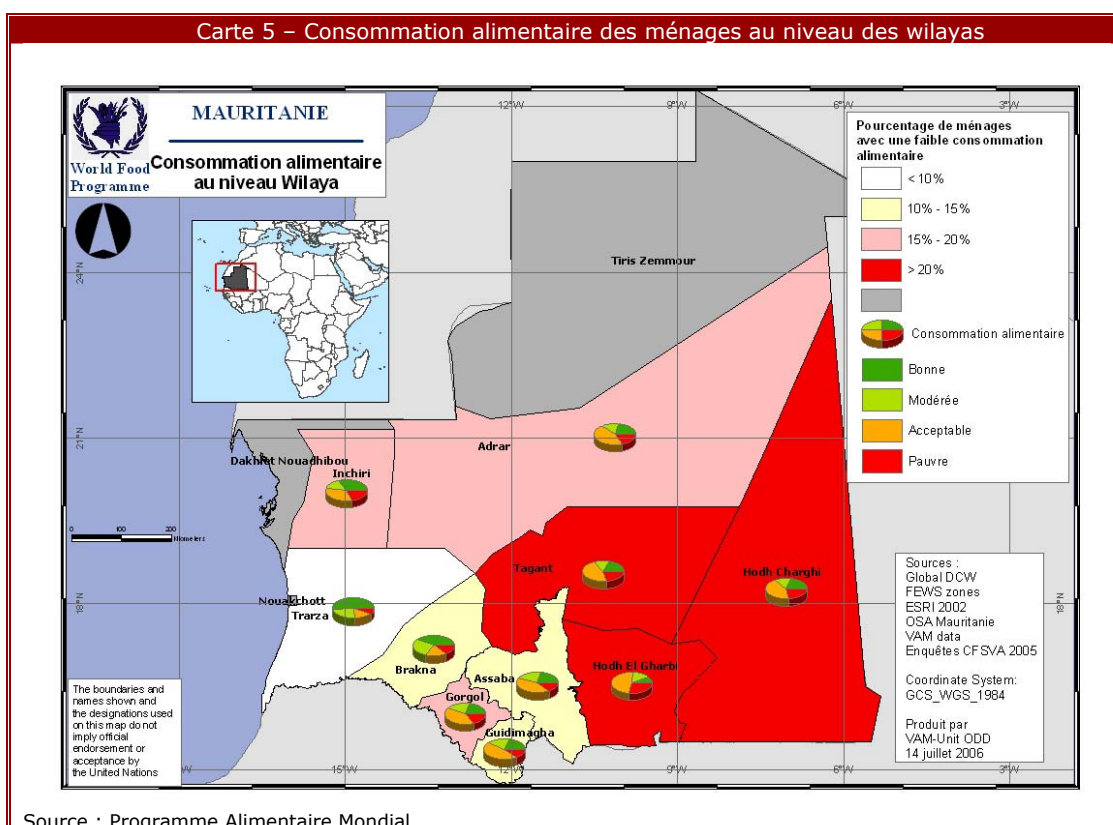 Carte 5 – Consommation alimentaire des ménages au niveau des wilayas
World Food
Programme
MAURITANIE
Consommation alimentaire
au niveau Wilaya
12°W
9°W
6°W
3°W
Pourcentage de ménages
avec une faible consommation
alimentaire
< 10%
10% - 15%
15% - 20%
> 20%
Consommation alimentaire
Bonne
Modérée
Acceptable
Pauvre
24°N
21°N
18°N
18°N
Tiris Zemmour
Adrar
Dakhlet Nouadhibou
Inchiri
0 100 200
Kilometers
Tagant
Hodh Charghi
Nouakchott
Trarza
Brakna
Assaba
Hodh El Gharbi
Gorgol
Guidimagha
The boundaries and
names shown and
the designations used
on this map do not
imply official
endorsement or
acceptance by
the United Nations
Sources :
Global DCW
FEWS zones
ESRI 2002
OSA Mauritanie
VAM data
Enquêtes CFSVA 2005
Coordinate System:
GCS_WGS_1984
Produit par
VAM-Unit ODD
14 juillet 2006
15°W
12°W
9°W
6°W
3°W
Source : Programme Alimentaire Mondial